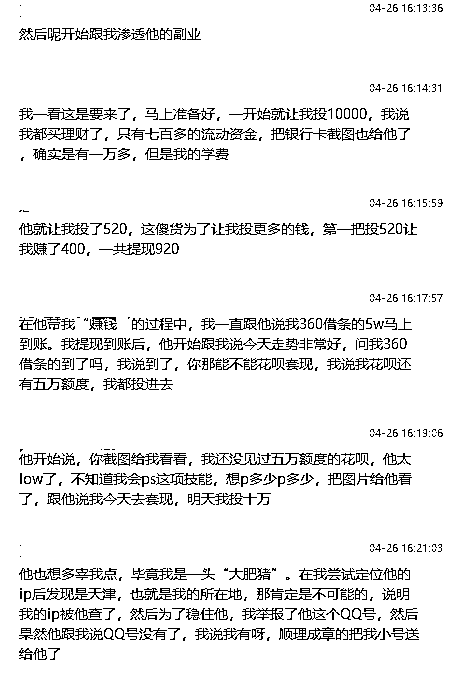 04-26 16:13:36
然后呢开始跟我渗透他的副业
04-26 16:14:31
我一看这是要来了，马上准备好，一开始就让我投10000，我说
我都买理财了，只有七百多的流动资金，把银行卡截图也给他了
，确实是有一万多，但是我的学费
04-26 16:15:59
他就让我投了520，这傻货为了让我投更多的钱，第一把投520让
我赚了400，一共提现920
04-26 16:17:57
在他带我“赚钱”的过程中，我一直跟他说我360借条的5w马上
到账。我提现到账后，他开始跟我说今天走势非常好，问我360
借条的到了吗，我说到了，你那能不能花呗套现，我说我花呗还
有五万额度，我都投进去
04-26 16:19:06
他开始说，你截图给我看看，我还没见过五万额度的花呗，他太
low了，不知道我会ps这项技能，想p多少p多少，把图片给他看
了，跟他说我今天去套现，明天我投十万
04-26 16:21:03
他也想多宰我点，毕竟我是一头“大肥猪”。在我尝试定位他的
ip后发现是天津，也就是我的所在地，那肯定是不可能的，说明
我的ip被他查了，然后为了稳住他，我举报了他这个QQ号，然后
果然他跟我说QQ号没有了，我说我有呀，顺理成章的把我小号送
给他了